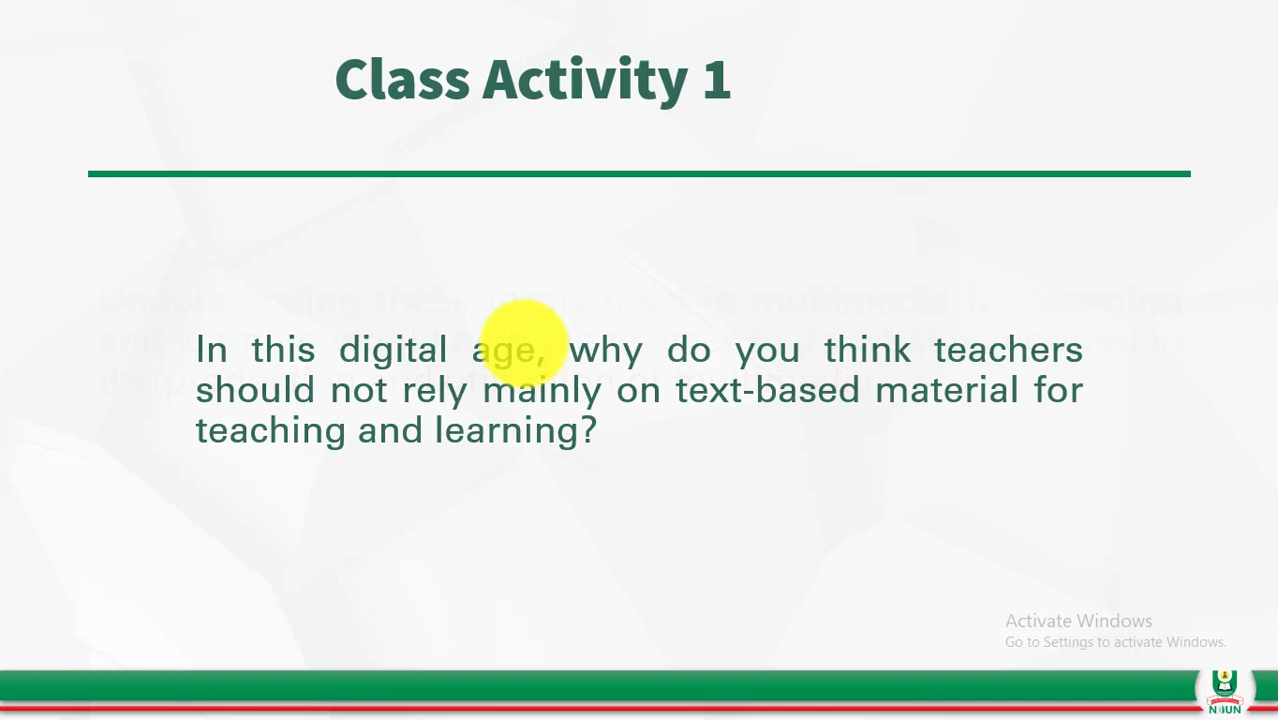 Class Activity 1
In this digital age, why do you think teachers
should not rely mainly on text-based material for
teaching and learning?
Activate Windows
Go to Settings to activate Windows.
NOUN